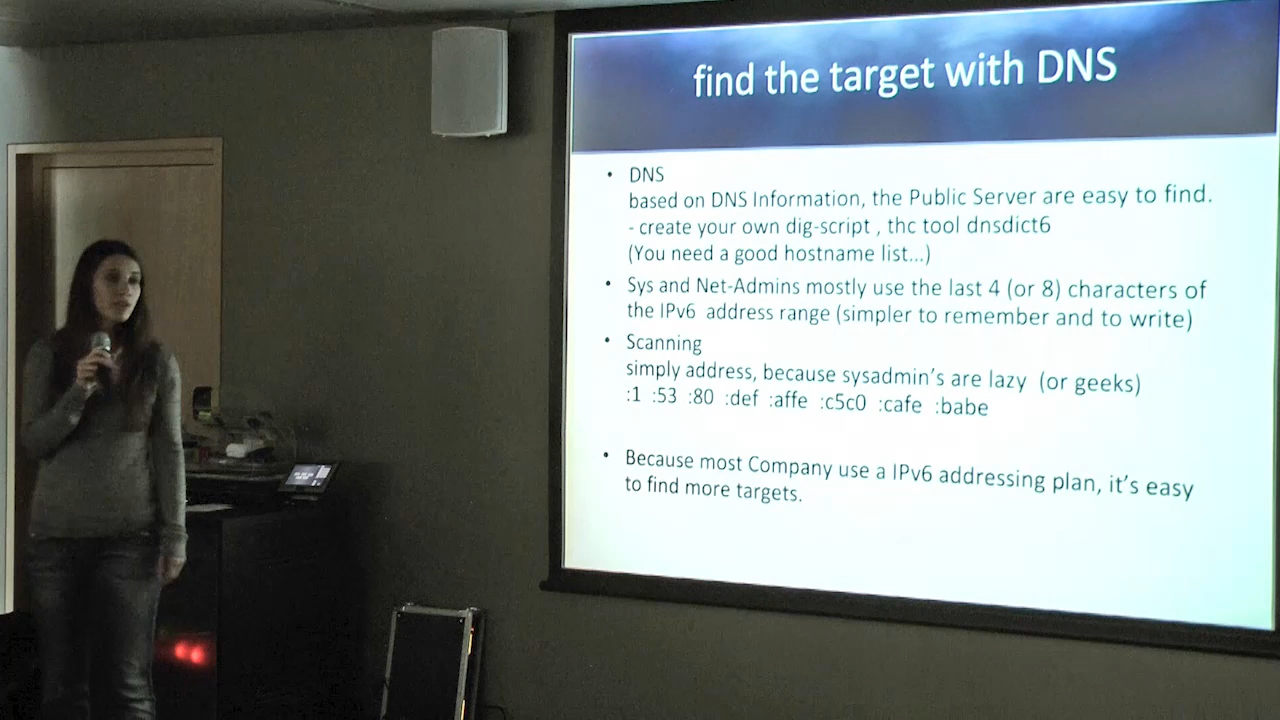 find the target with DNS
• DNS
based on DNS Information, the Public Server are easy to find.
- create your own dig-script , thc tool dnsdict6
(You need a good hostname list...)
• Sys and Net-Admins mostly use the last 4 (or 8) characters of
the IPv6 address range (simpler to remember and to write)
• Scanning
simply address, because sysadmin's are lazy (or geeks)
:1 :53 :80 :def :affe :c5c0 :cafe :babe
• Because most Company use a IPv6 addressing plan, it's easy
to find more targets.